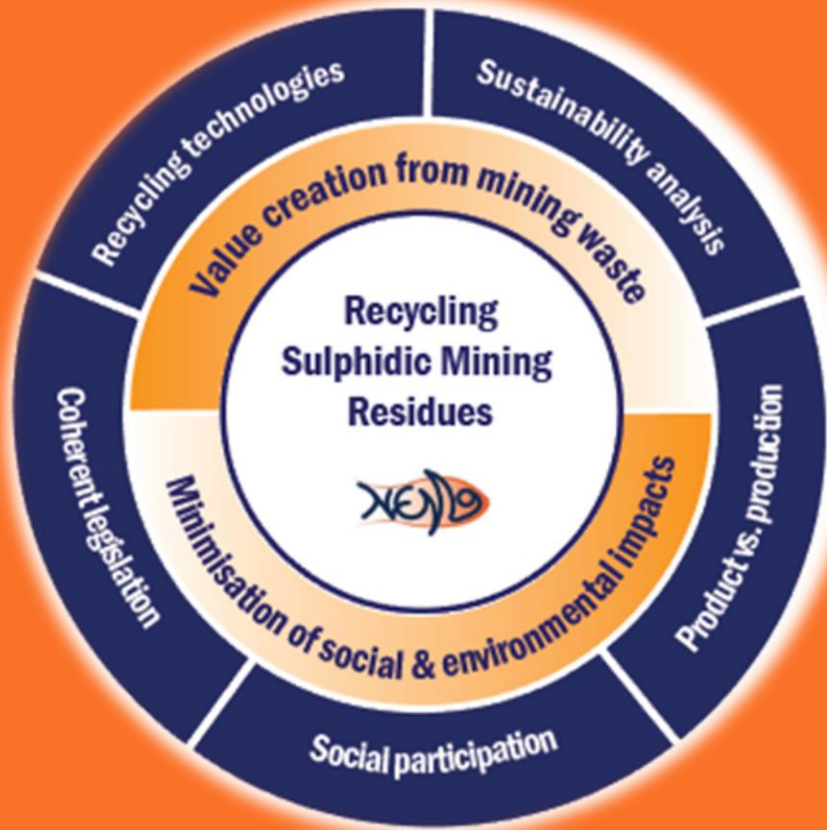 Recycling technologies
Sustainability analysis
Value creation from mining waste
Recycling
Sulphidic Mining
Residues
NEMO
Coherent legislation
Product vs. production
Minimisation of social & environmental impacts
Social participation